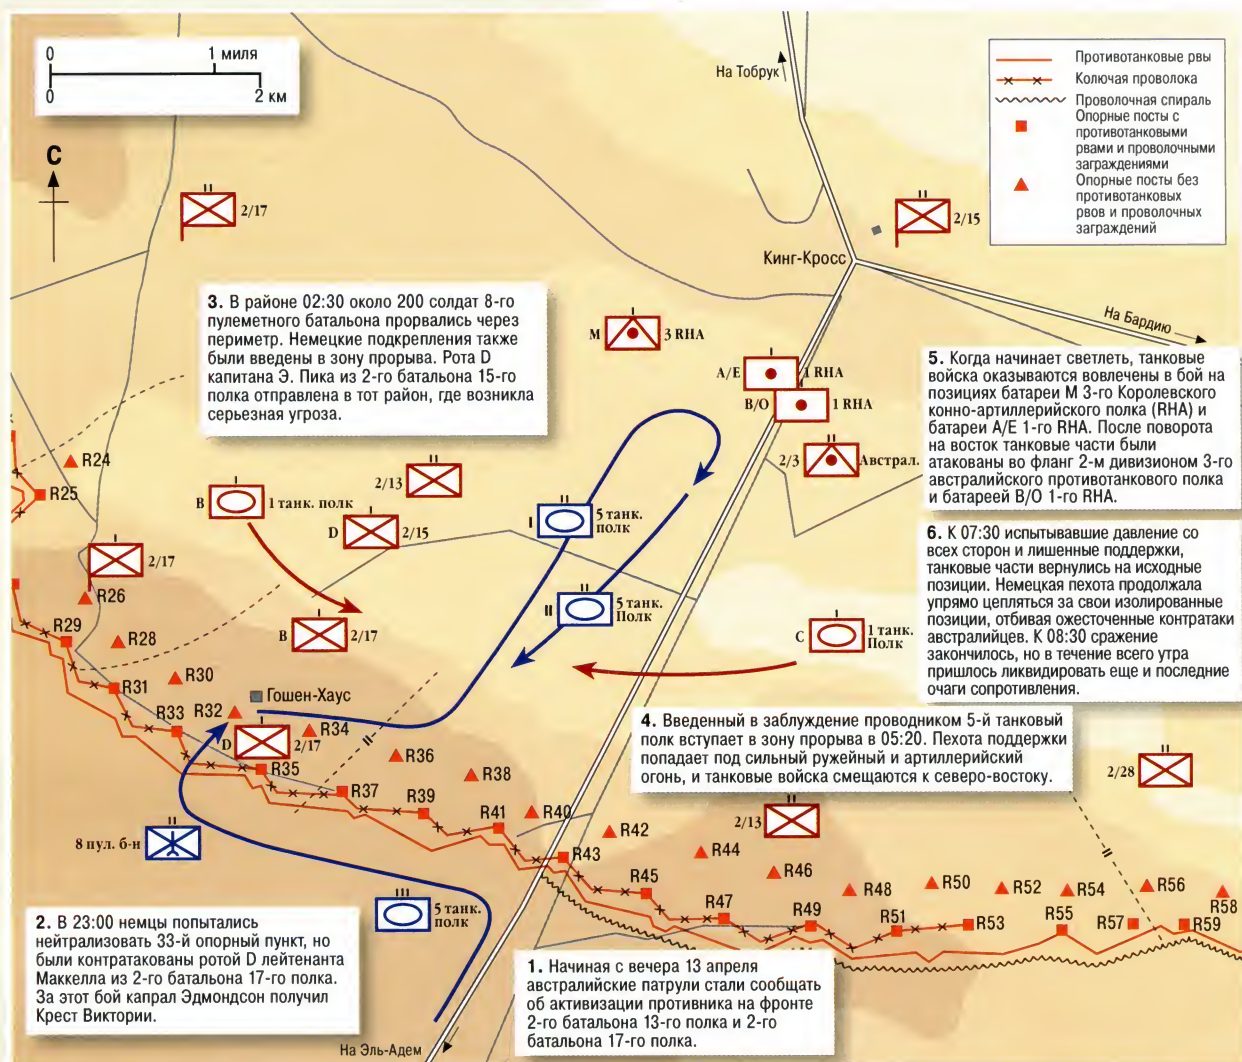 0
1 миля
0
2 км
С
На Тобрук
Противотанковые рвы
Колючая проволока
Проволочная спираль
Опорные посты с
противотанковыми
рвами и проволочными
заграждениями
Опорные посты без
противотанковых
рвов и проволочных
заграждений
II
2/17
II
2/15
Кинг-Кросс
На Бардию
3. В районе 02:30 около 200 солдат 8-го
пулеметного батальона прорвались через
периметр. Немецкие подкрепления также
были введены в зону прорыва. Рота D
капитана Э. Пика из 2-го батальона 15-го
полка отправлена в тот район, где возникла
серьезная угроза.
I
M
3 RHA
I
A/E
1 RHA
B/O
1 RHA
II
2/3
Австрал.
5. Когда начинает светлеть, танковые
войска оказываются вовлечены в бой на
позициях батареи М 3-го Королевского
конно-артиллерийского полка (RHA) и
батареи A/E 1-го RHA. После поворота
на восток танковые части были
атакованы во фланг 2-м дивизионом 3-го
австралийского противотанкового полка
и батареей B/O 1-го RHA.
R24
R25
I
B
1 танк. полк
II
2/13
I
D
2/15
II
I
5 танк.
полк
I
2/17
R26
R29
R28
I
B
2/17
II
II
5 танк.
Полк
I
C
1 танк.
Полк
6. К 07:30 испытывавшие давление со
всех сторон и лишенные поддержки,
танковые части вернулись на исходные
позиции. Немецкая пехота продолжала
упрямо цепляться за свои изолированные
позиции, отбивая ожесточенные контратаки
австралийцев. К 08:30 сражение
закончилось, но в течение всего утра
пришлось ликвидировать еще и последние
очаги сопротивления.
R30
R31
Гошен-Хаус
R32
R33
I
D
2/17
R34
II
R35
R36
R37
R38
R39
R40
R41
R42
R43
4. Введенный в заблуждение проводником 5-й танковый
полк вступает в зону прорыва в 05:20. Пехота поддержки
попадает под сильный ружейный и артиллерийский
огонь, и танковые войска смещаются к северо-востоку.
II
2/28
II
2/13
II
II
8 пул. б-н
R44
R45
R46
R47
R48
R49
R50
R51
R52
R53
R54
R55
R56
R57
R58
R59
III
5 танк.
полк
2. В 23:00 немцы попытались
нейтрализовать 33-й опорный пункт, но
были контратакованы ротой D лейтенанта
Маккелла из 2-го батальона 17-го полка.
За этот бой капрал Эдмондсон получил
Крест Виктории.
1. Начиная с вечера 13 апреля
австралийские патрули стали сообщать
об активизации противника на фронте
2-го батальона 13-го полка и 2-го
батальона 17-го полка.
На Эль-Адем